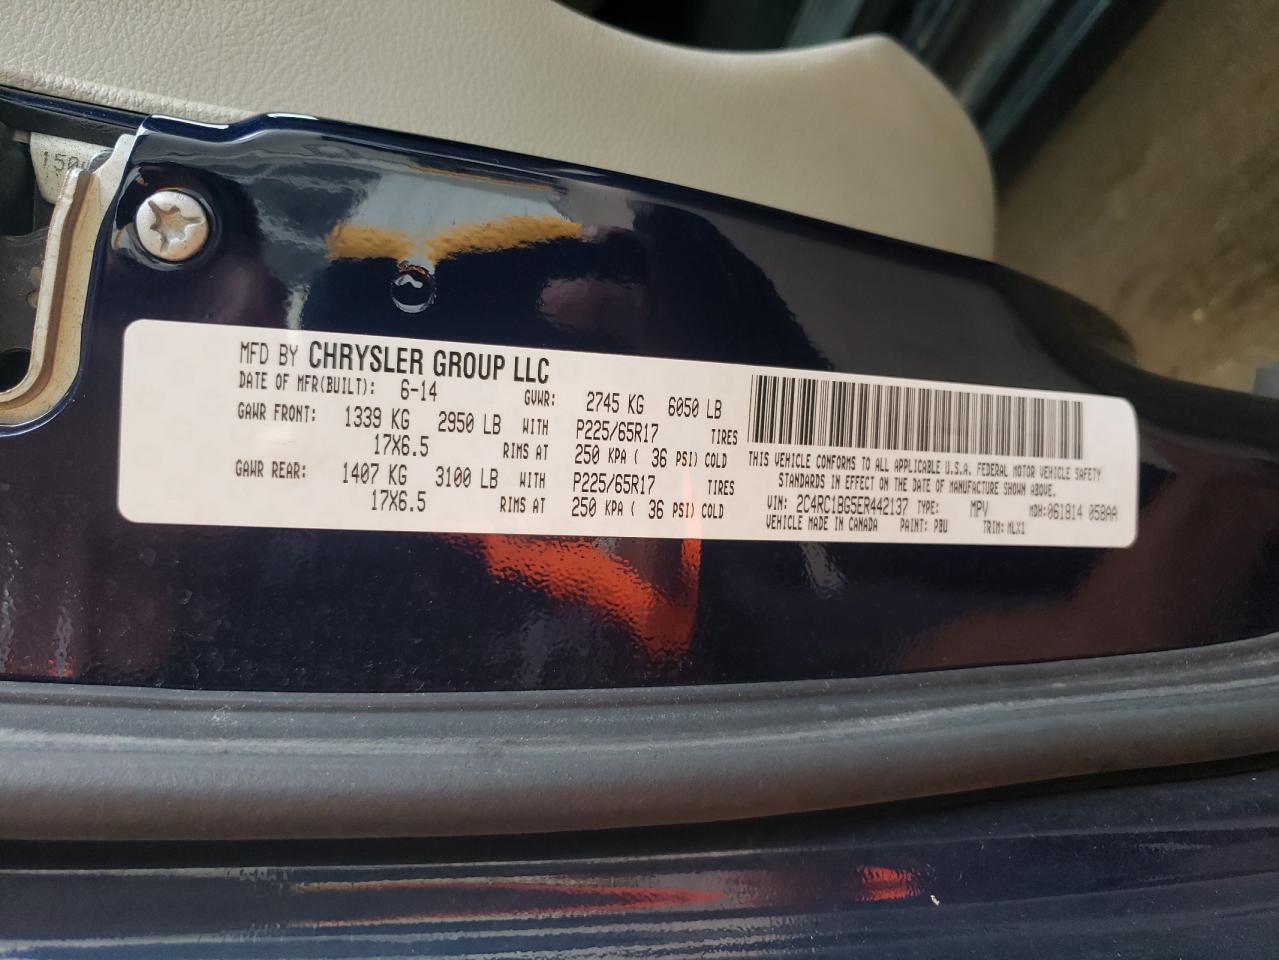 150
MFD BY CHRYSLER GROUP LLC
DATE OF MFR(BUILT): 6-14 GVWR: 2745 KG 6050 LB
GAWR FRONT: 1339 KG 2950 LB WITH P225/65R17 TIRES
17X6.5 RIMS AT 250 KPA ( 36 PSI) COLD
GAWR REAR: 1407 KG 3100 LB WITH P225/65R17 TIRES
17X6.5 RIMS AT 250 KPA ( 36 PSI) COLD
THIS VEHICLE CONFORMS TO ALL APPLICABLE U.S.A. FEDERAL MOTOR VEHICLE SAFETY
STANDARDS IN EFFECT ON THE DATE OF MANUFACTURE SHOWN ABOVE.
VIN: 2C4RC1BG5ER442137 TYPE: MPV MDH:061814 058AA
VEHICLE MADE IN CANADA PAINT: PBU TRIM: MLX1